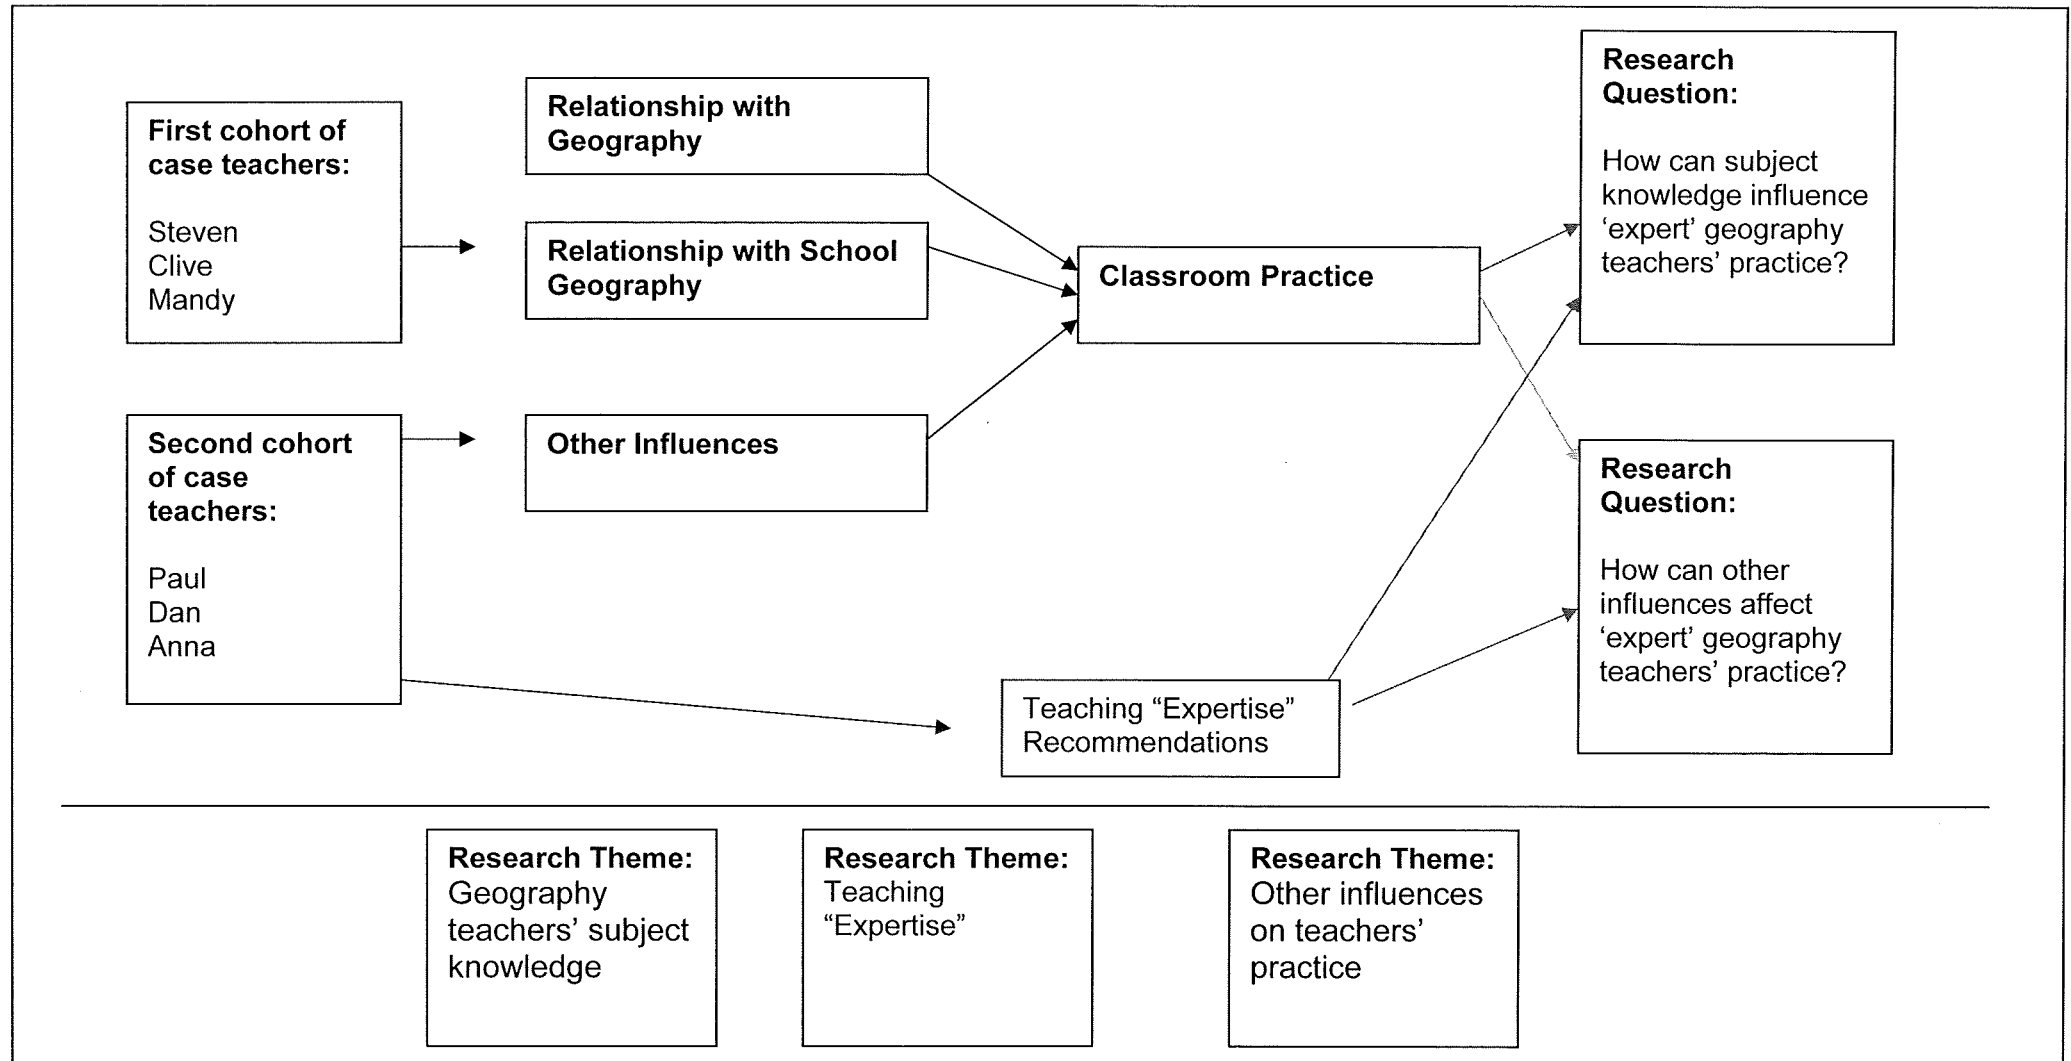 First cohort of
case teachers:
Steven
Clive
Mandy
Second cohort
of case
teachers:
Paul
Dan
Anna
Relationship with
Geography
Relationship with School
Geography
Other Influences
Classroom Practice
Teaching “Expertise”
Recommendations
Research
Question:
How can subject
knowledge influence
‘expert’ geography
teachers’ practice?
Research
Question:
How can other
influences affect
‘expert’ geography
teachers’ practice?
Research Theme:
Geography
teachers’ subject
knowledge
Research Theme:
Teaching
“Expertise”
Research Theme:
Other influences
on teachers’
practice